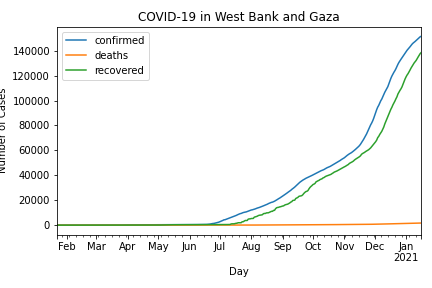 COVID-19 in West Bank and Gaza
confirmed
deaths
recovered
Number of Cases
140000
120000
100000
80000
60000
40000
20000
0
Feb Mar Apr May Jun Jul Aug Sep Oct Nov Dec Jan
2021
Day